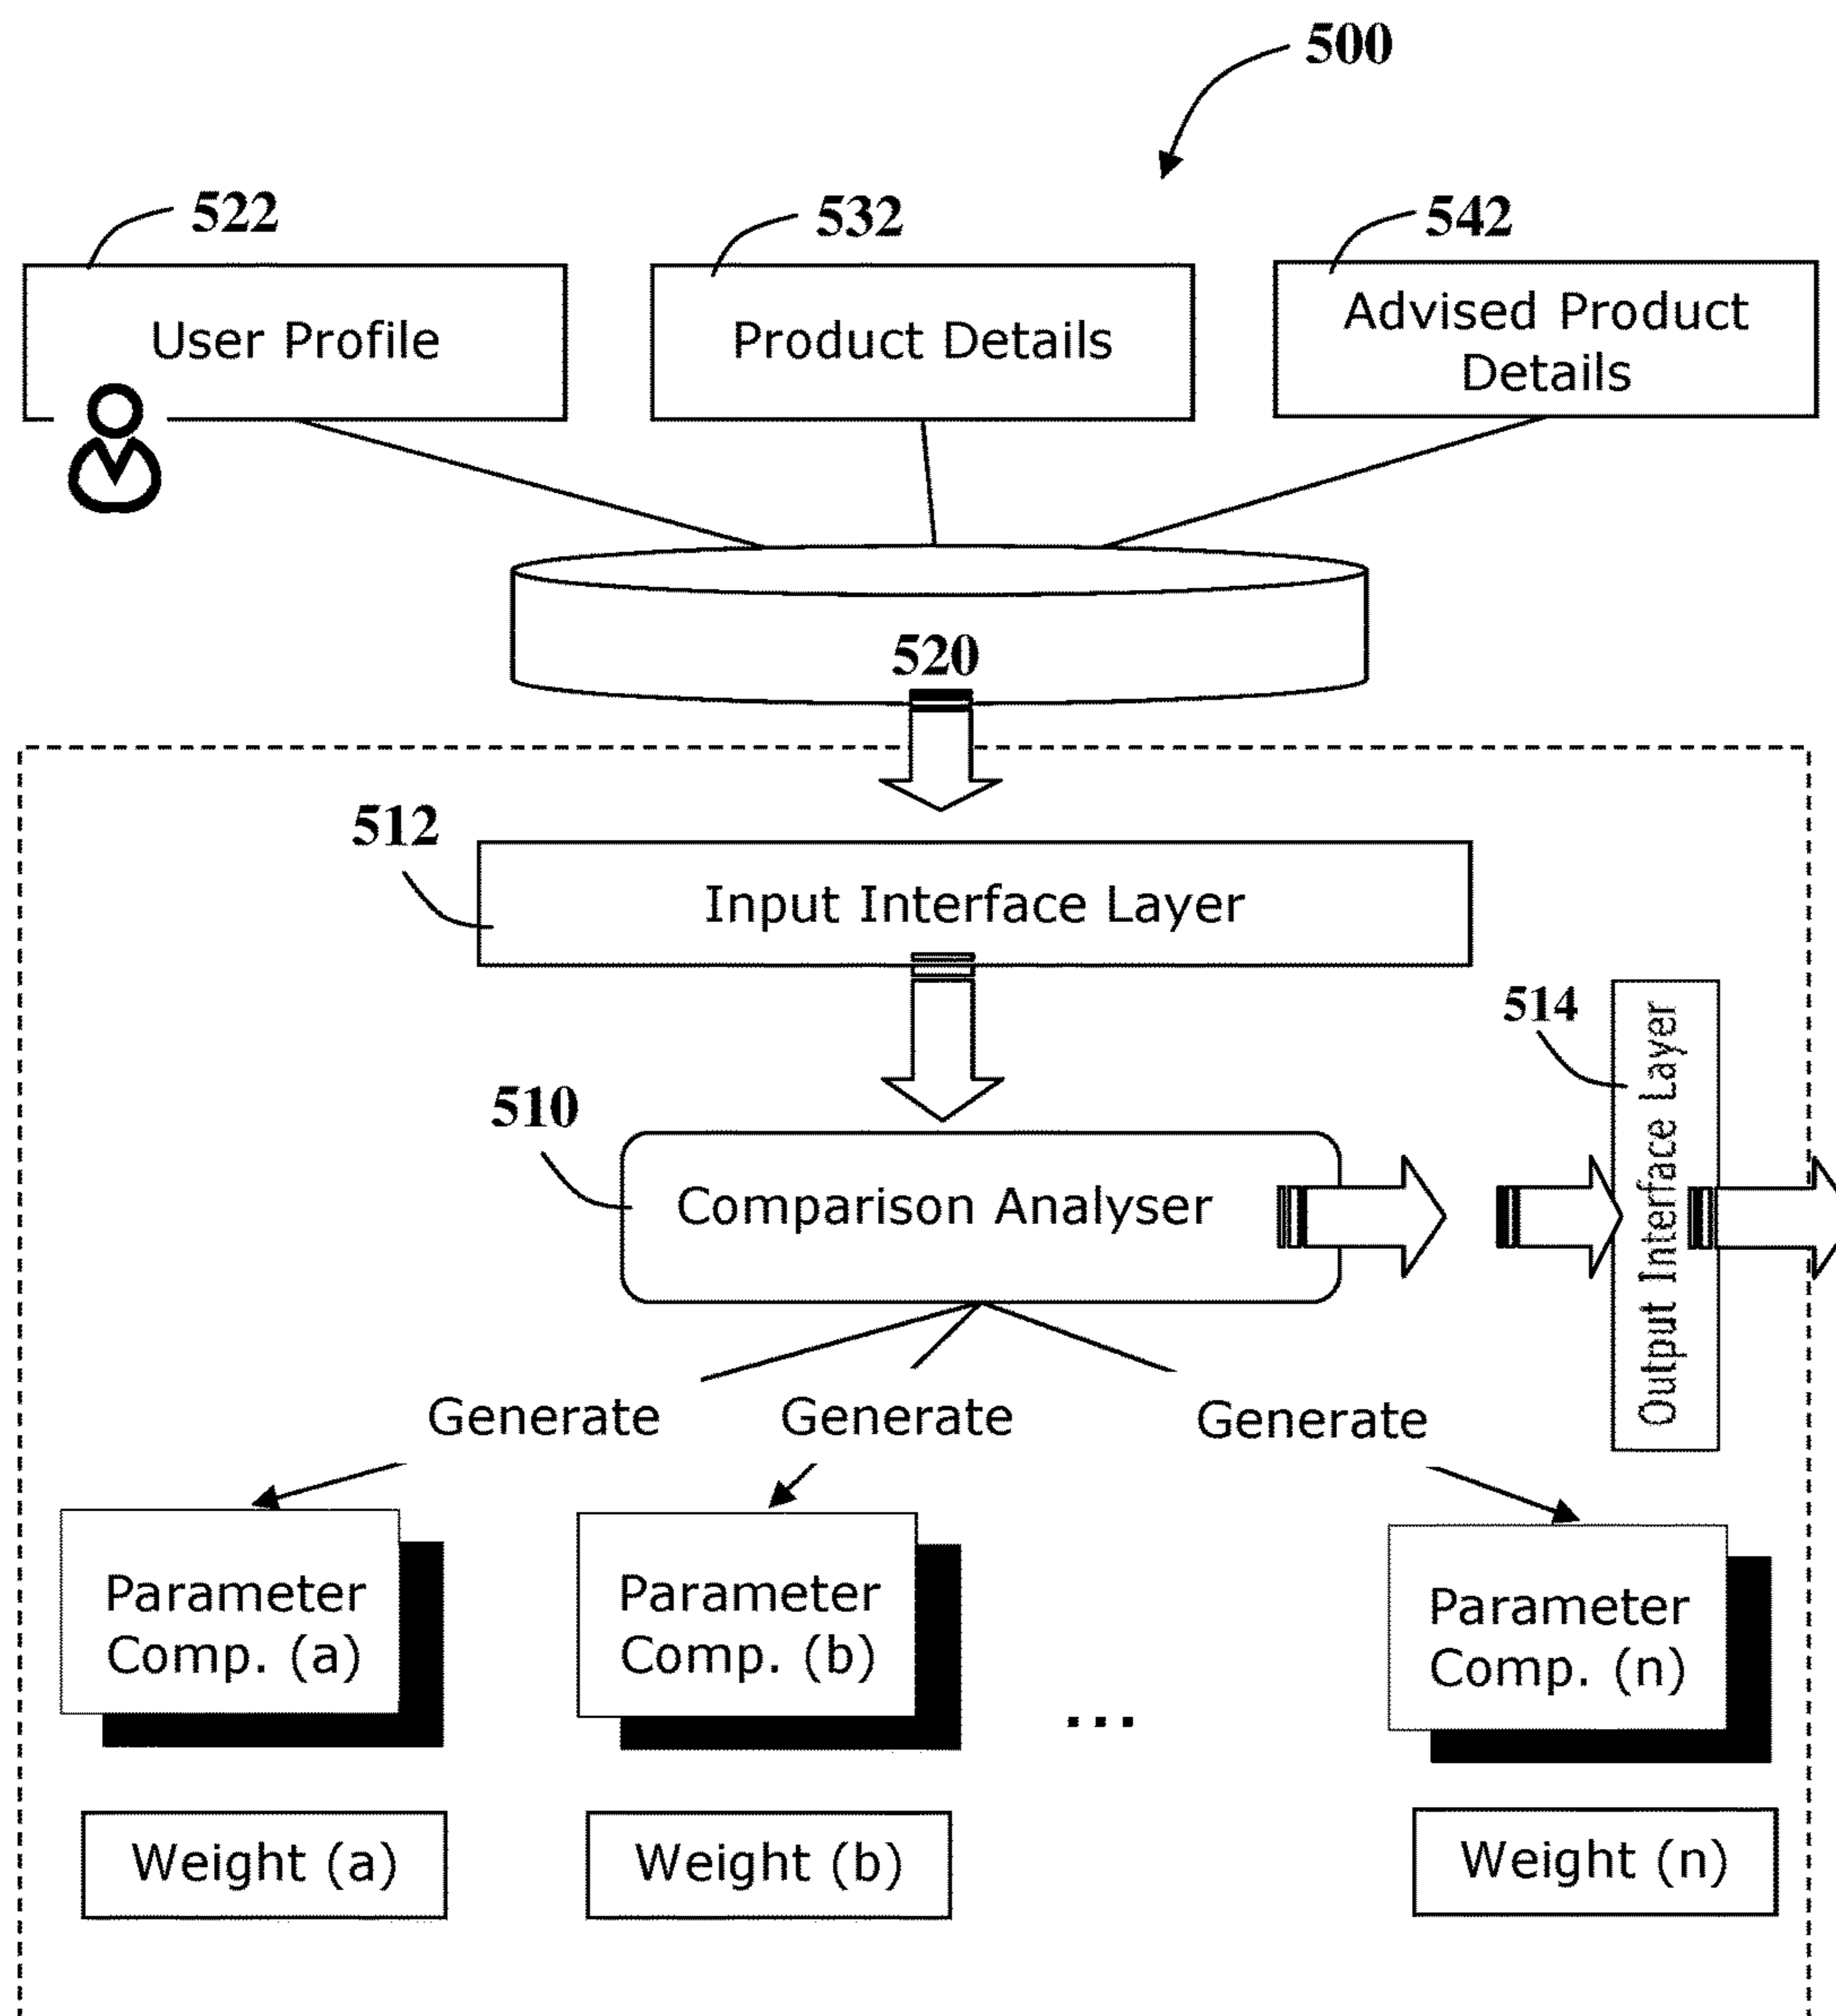 500
522
532
542
User Profile
Product Details
Advised Product
Details
520
512
Input Interface Layer
514
Output Interface Layer
510
Comparison Analyser
Generate
Generate
Generate
Parameter
Comp. (a)
Parameter
Comp. (b)
...
Parameter
Comp. (n)
Weight (a)
Weight (b)
Weight (n)